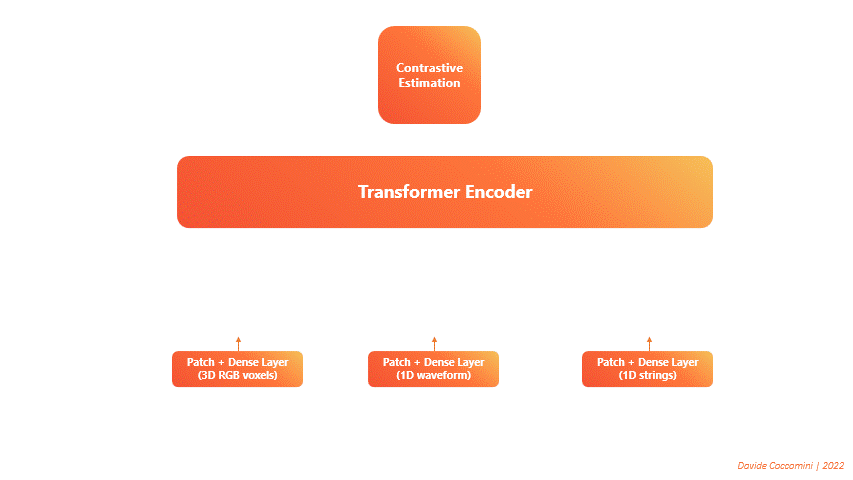 Contrastive
Estimation
Transformer Encoder
Patch + Dense Layer
(3D RGB voxels)
Patch + Dense Layer
(1D waveform)
Patch + Dense Layer
(1D strings)
Davide Coccomini | 2022